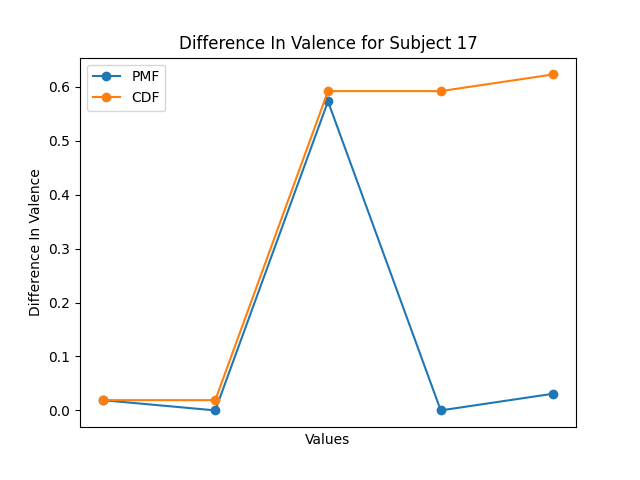 Difference In Valence for Subject 17
PMF
CDF
0.6
0.5
0.4
0.3
0.2
0.1
0.0
Difference In Valence
Values